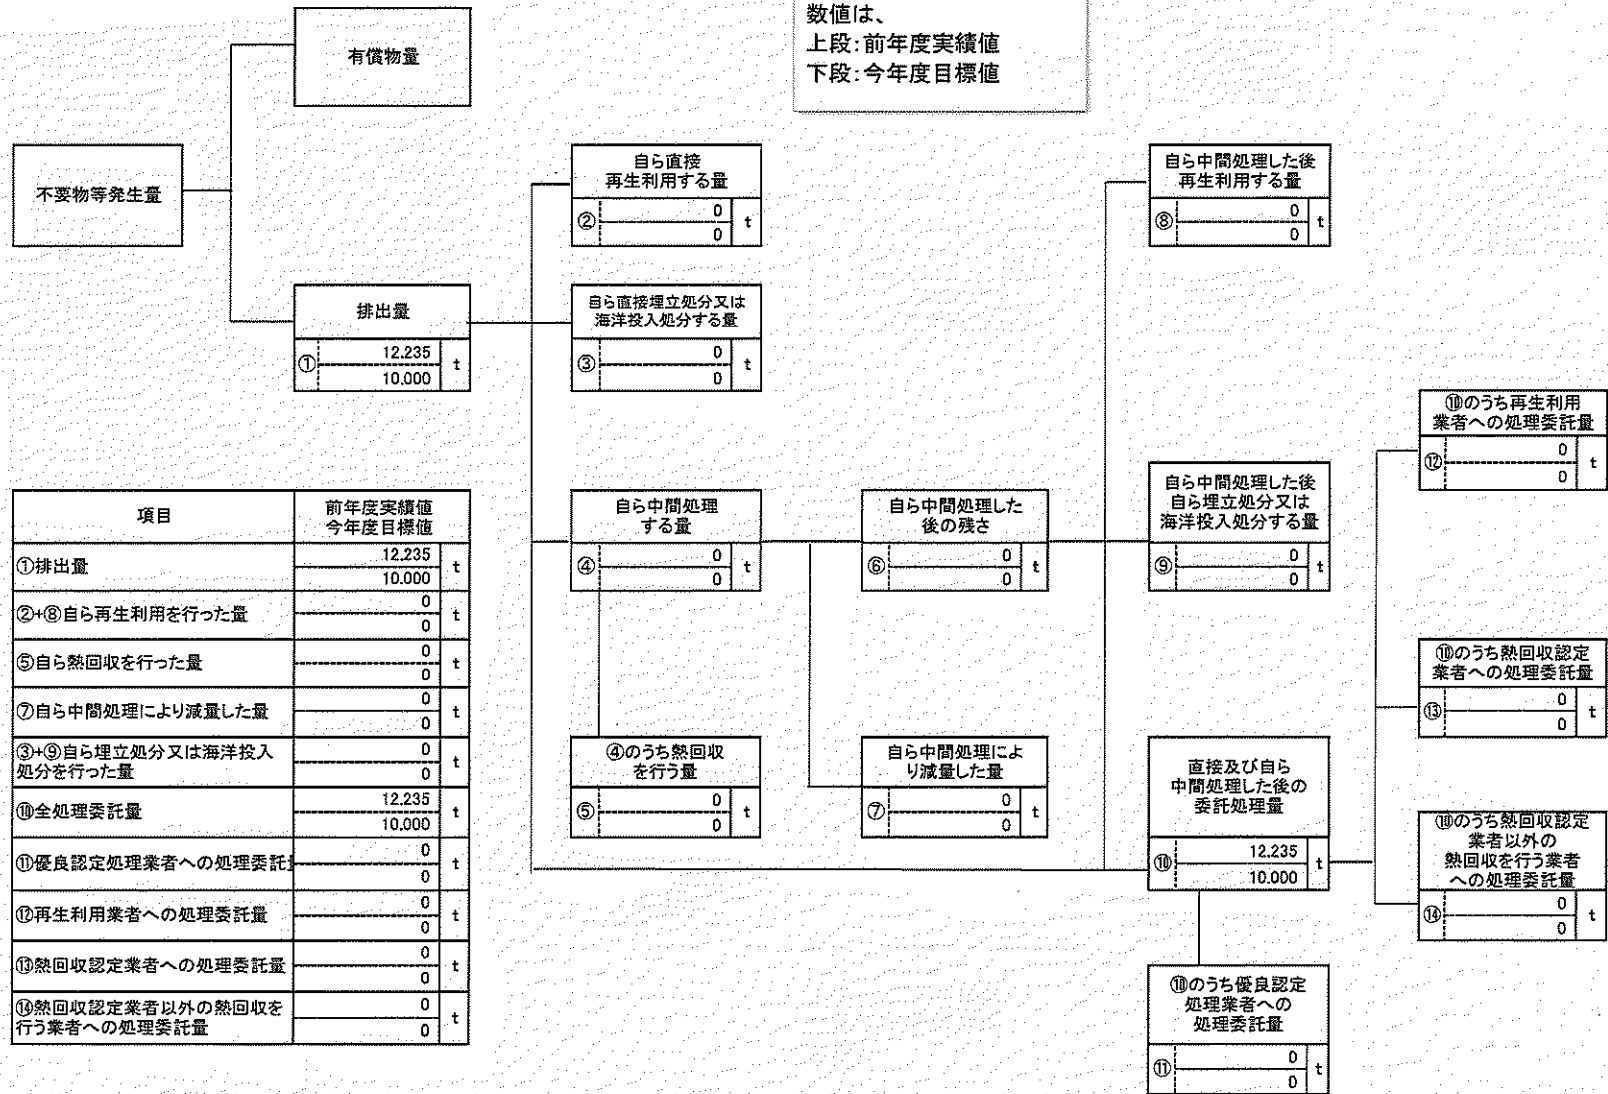 数値は、
上段:前年度実績値
下段:今年度目標値
有償物量
不要物等発生量
排出量
① 12.235 t
10.000
自ら直接
再生利用する量
② 0 t
0
自ら直接埋立処分又は
海洋投入処分する量
③ 0 t
0
自ら中間処理した後
再生利用する量
⑧ 0 t
0
自ら中間処理
する量
④ 0 t
0
自ら中間処理した
後の残さ
⑥ 0 t
0
自ら中間処理した後
自ら埋立処分又は
海洋投入処分する量
⑨ 0 t
0
④のうち熱回収
を行う量
⑤ 0 t
0
自ら中間処理によ
り減量した量
⑦ 0 t
0
直接及び自ら
中間処理した後の
委託処理量
⑩ 12.235 t
10.000
⑩のうち優良認定
処理業者への
処理委託量
⑪ 0 t
0
⑩のうち再生利用
業者への処理委託量
⑫ 0 t
0
⑩のうち熱回収認定
業者への処理委託量
⑬ 0 t
0
⑩のうち熱回収認定
業者以外の
熱回収を行う業者
への処理委託量
⑭ 0 t
0
項目 前年度実績値
今年度目標値
①排出量 12.235 t
10.000
②+⑧自ら再生利用を行った量 0 t
0
⑤自ら熱回収を行った量 0 t
0
⑦自ら中間処理により減量した量 0 t
0
③+⑨自ら埋立処分又は海洋投入 0 t
処分を行った量 0
⑩全処理委託量 12.235 t
10.000
⑪優良認定処理業者への処理委託 0 t
0
⑫再生利用業者への処理委託量 0 t
0
⑬熱回収認定業者への処理委託量 0 t
0
⑭熱回収認定業者以外の熱回収を 0 t
行う業者への処理委託量 0